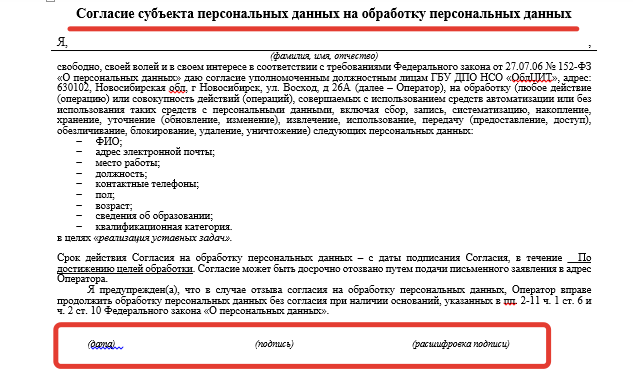 Согласие субъекта персональных данных на обработку персональных данных
Я, ,
(фамилия, имя, отчество)
свободно, своей волей и в своем интересе в соответствии с требованиями Федерального закона от 27.07.06 № 152-ФЗ
«О персональных данных» даю согласие уполномоченным должностным лицам ГБУ ДПО НСО «ОблЦИТ», адрес:
630102, Новосибирская обл, г Новосибирск, ул. Восход, д 26А (далее – Оператор), на обработку (любое действие
(операцию) или совокупность действий (операций), совершаемых с использованием средств автоматизации или без
использования таких средств с персональными данными, включая сбор, запись, систематизацию, накопление,
хранение, уточнение (обновление, изменение), извлечение, использование, передачу (предоставление, доступ),
обезличивание, блокирование, удаление, уничтожение) следующих персональных данных:
– ФИО;
– адрес электронной почты;
– место работы;
– должность;
– контактные телефоны;
– пол;
– возраст;
– сведения об образовании;
– квалификационная категория.
в целях «реализация уставных задач».
Срок действия Согласия на обработку персональных данных – с даты подписания Согласия, в течение По
достижению целей обработки. Согласие может быть досрочно отозвано путем подачи письменного заявления в адрес
Оператора.
Я предупрежден(а), что в случае отзыва согласия на обработку персональных данных, Оператор вправе
продолжить обработку персональных данных без согласия при наличии оснований, указанных в пп. 2-11 ч. 1 ст. 6 и
ч. 2 ст. 10 Федерального закона «О персональных данных».
(дата) (подпись) (расшифровка подписи)